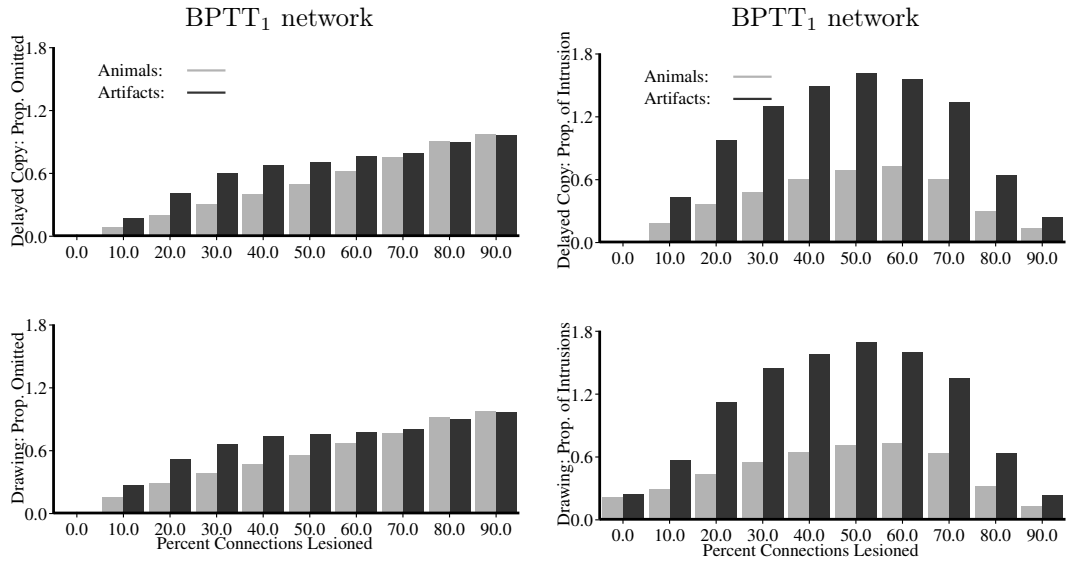 BPTT₁ network
Delayed Copy: Prop. Omitted
1.8
1.2
0.6
0.0
Animals:
Artifacts:
0.0 10.0 20.0 30.0 40.0 50.0 60.0 70.0 80.0 90.0
BPTT₁ network
Delayed Copy: Prop. of Intrusion
1.8
1.2
0.6
0.0
Animals:
Artifacts:
0.0 10.0 20.0 30.0 40.0 50.0 60.0 70.0 80.0 90.0
Drawing: Prop. Omitted
1.8
1.2
0.6
0.0
0.0 10.0 20.0 30.0 40.0 50.0 60.0 70.0 80.0 90.0
Percent Connections Lesioned
Drawing: Prop. of Intrusions
1.8
1.2
0.6
0.0
0.0 10.0 20.0 30.0 40.0 50.0 60.0 70.0 80.0 90.0
Percent Connections Lesioned